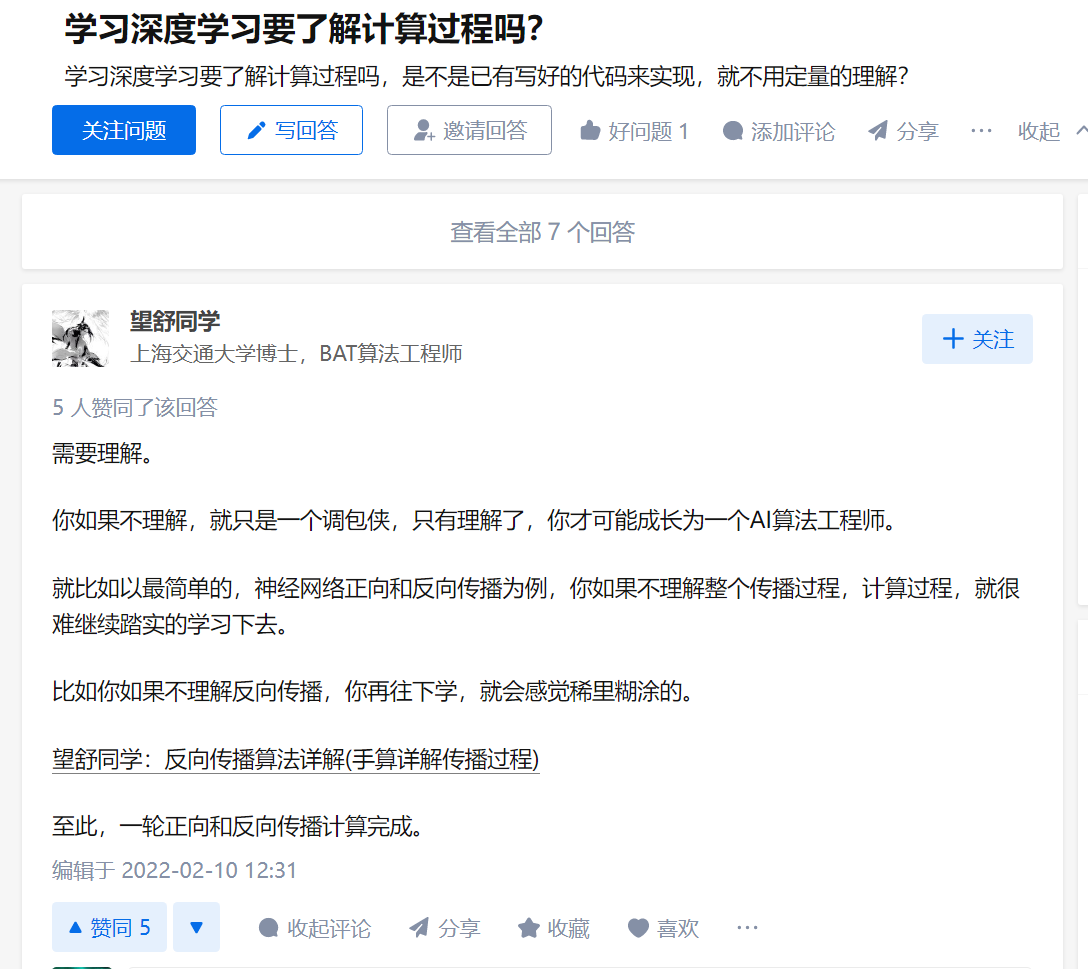 学习深度学习要了解计算过程吗？
学习深度学习要了解计算过程吗，是不是已有写好的代码来实现，就不用定量的理解？
关注问题 写回答 邀请回答 好问题 1 添加评论 分享 ··· 收起
查看全部 7 个回答
望舒同学
上海交通大学博士，BAT算法工程师
关注
5 人赞同了该回答
需要理解。
你如果不理解，就只是一个调包侠，只有理解了，你才可能成长为一个AI算法工程师。
就比如以最简单的，神经网络正向和反向传播为例，你如果不理解整个传播过程，计算过程，就很
难继续踏实的学习下去。
比如你如果不理解反向传播，你再往下学，就会感觉稀里糊涂的。
望舒同学：反向传播算法详解(手算详解传播过程)
至此，一轮正向和反向传播计算完成。
编辑于 2022-02-10 12:31
赞同 5 收起评论 分享 收藏 喜欢 ···